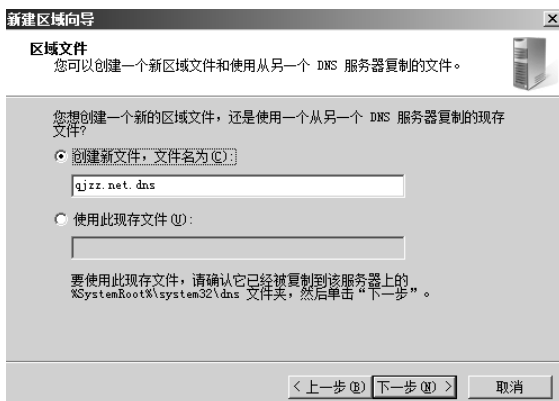 新建区域向导
区域文件
您可以创建一个新区域文件和使用从另一个 DNS 服务器复制的文件。
您想创建一个新的区域文件，还是使用一个从另一个 DNS 服务器复制的现存
文件？
创建新文件，文件名为(C):
qjzz.net.dns
使用此现存文件(U):
要使用此现存文件，请确认它已经被复制到该服务器上的
%SystemRoot%\system32\dns 文件夹，然后单击“下一步”。
< 上一步(B) 下一步(N) > 取消